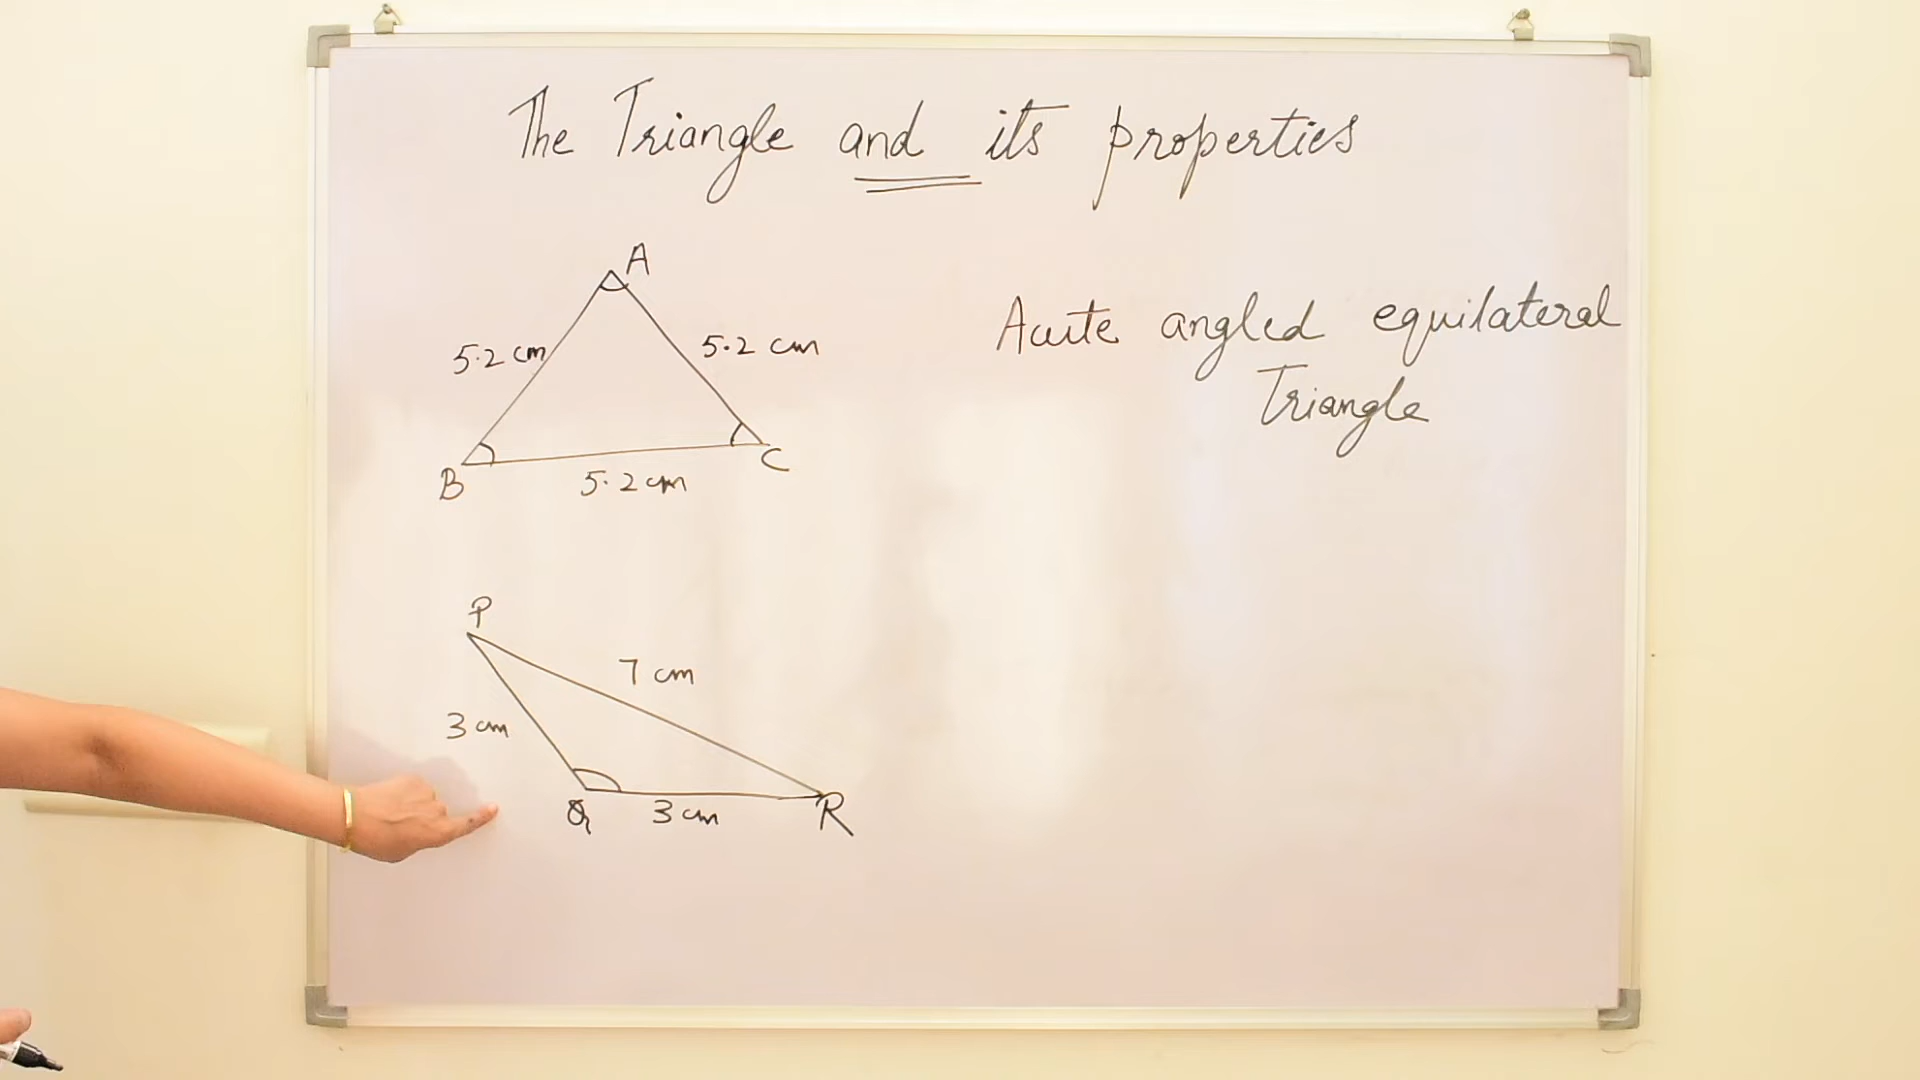 The Triangle and its properties
A
5.2 cm
5.2 cm
Acute angled equilateral
Triangle
B
5.2 cm
C
P
7 cm
3 cm
Q
3 cm
R